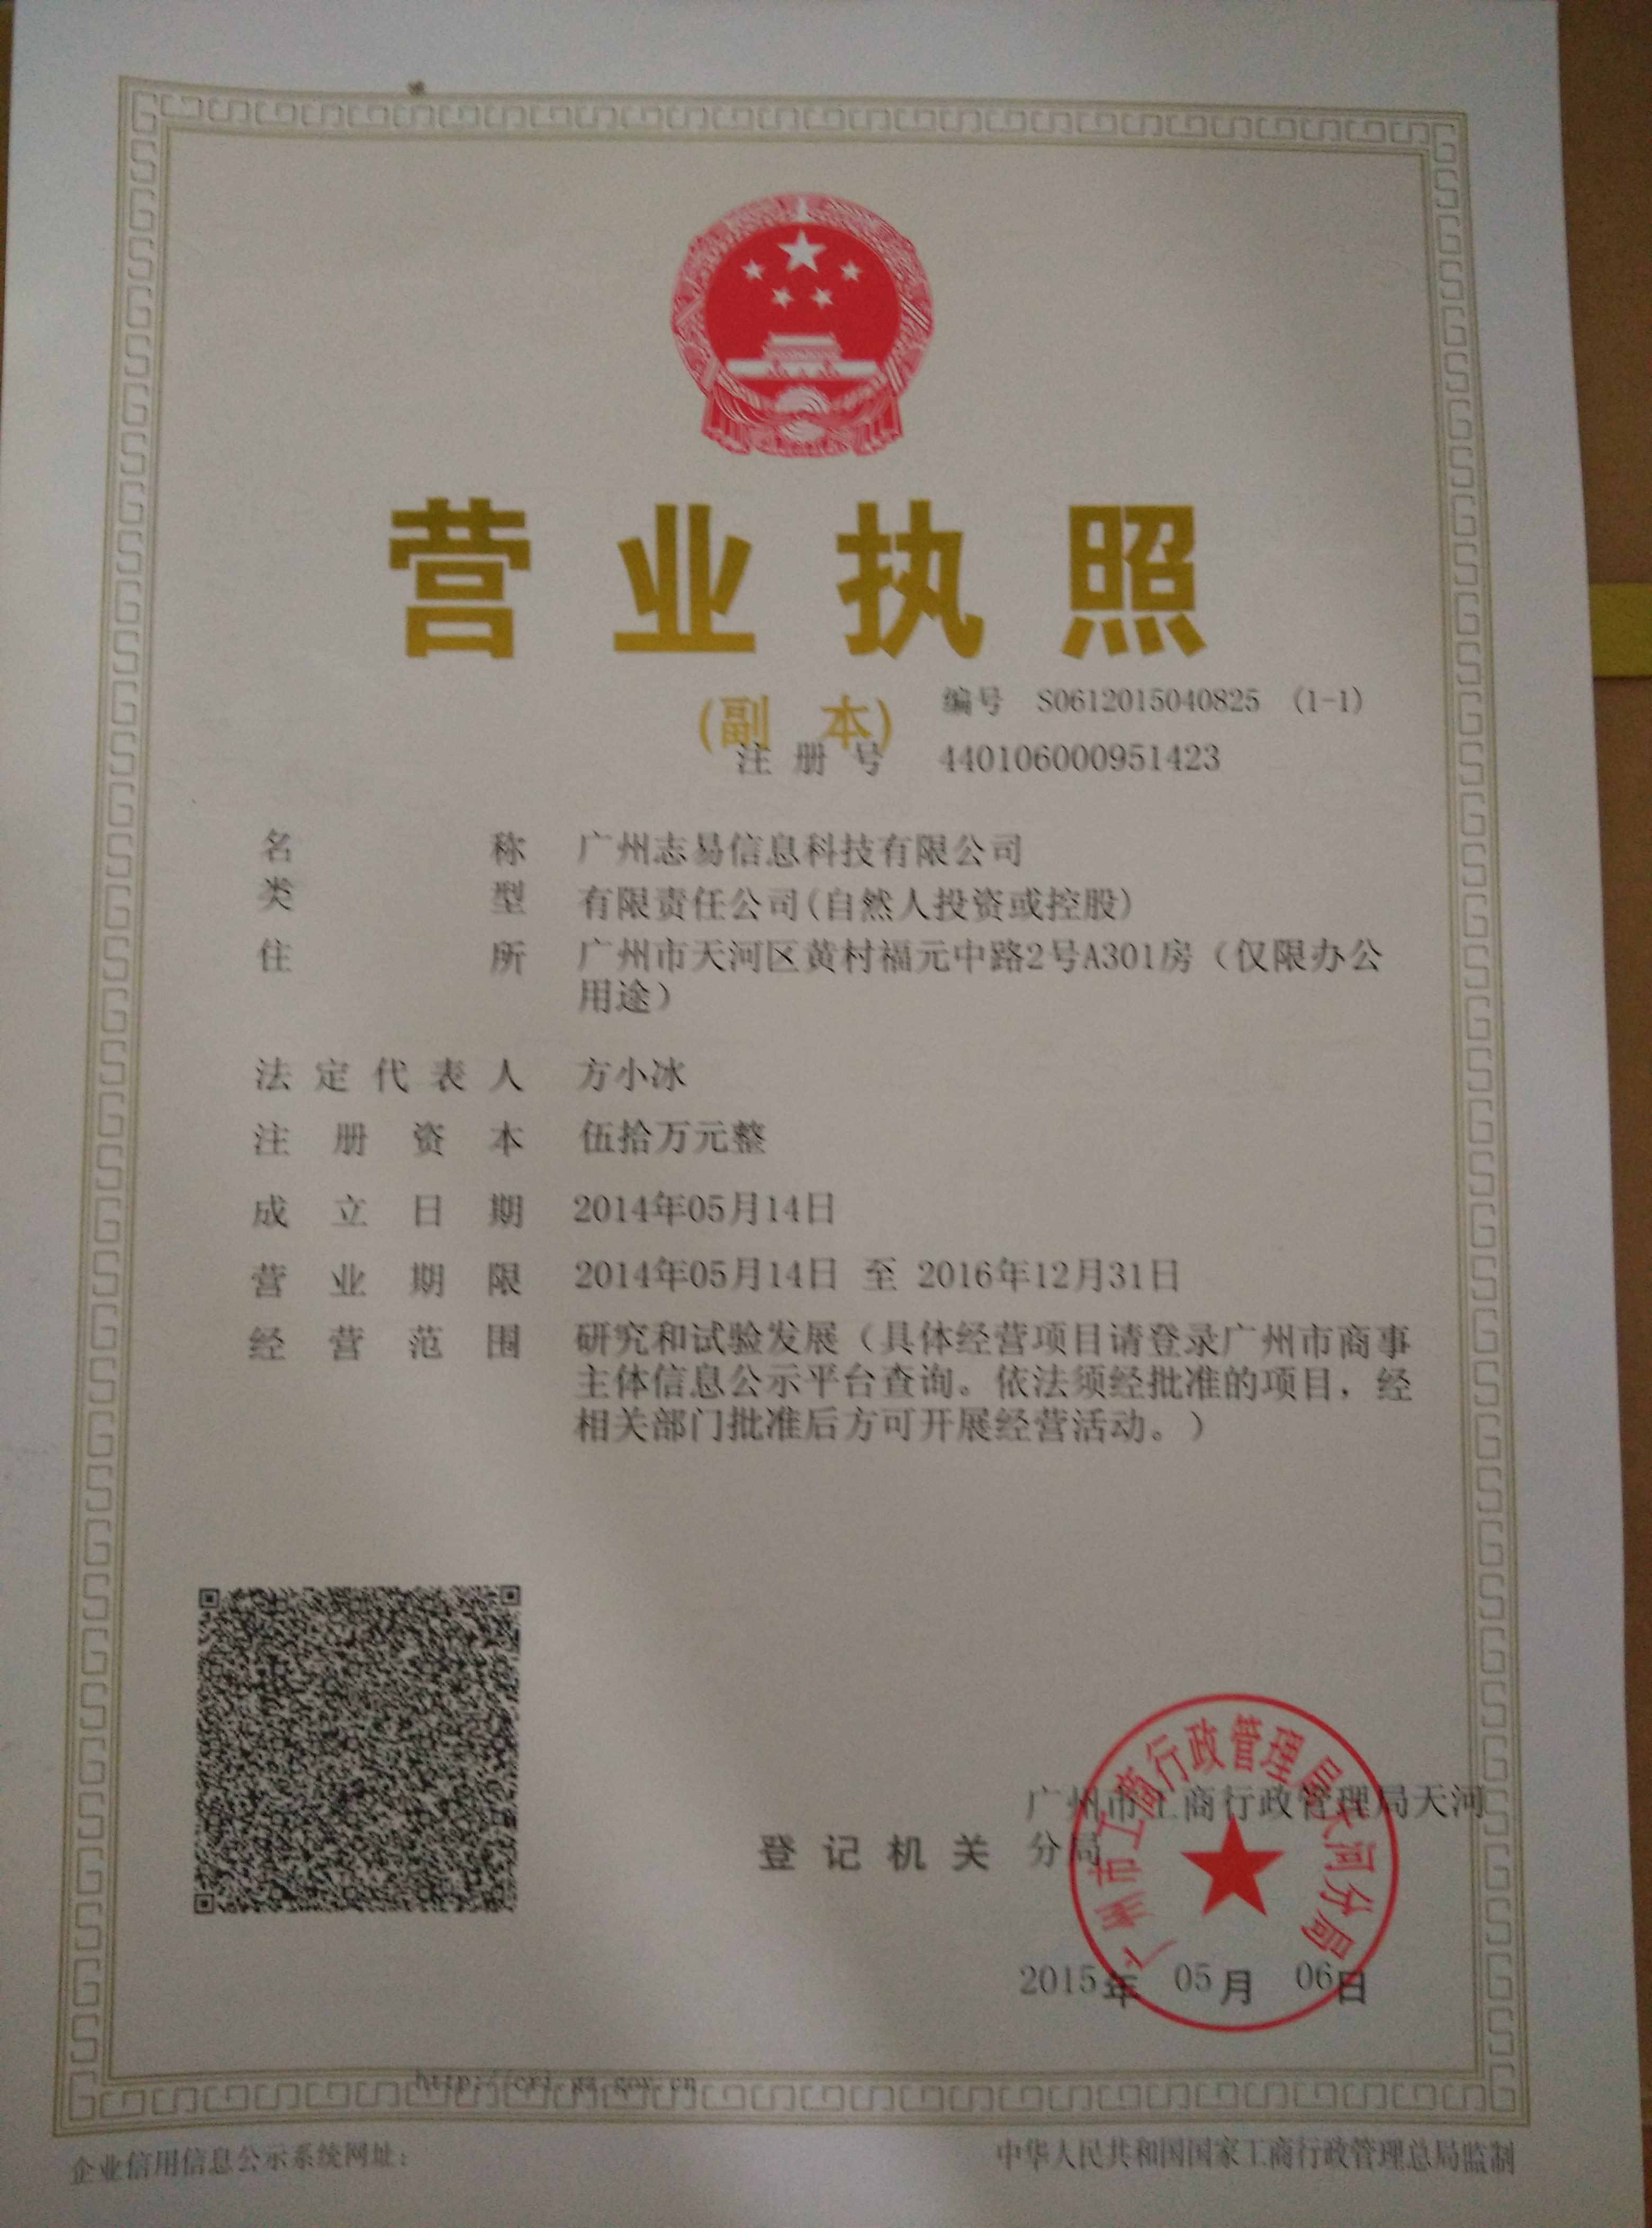 营业执照
(副 本)
编号 S0612015040825 (1-1)
注册号 440106000951423
名称 广州志易信息科技有限公司
类型 有限责任公司(自然人投资或控股)
住所 广州市天河区黄村福元中路2号A301房（仅限办公
用途）
法定代表人 方小冰
注册资本 伍拾万元整
成立日期 2014年05月14日
营业期限 2014年05月14日 至 2016年12月31日
经营范围 研究和试验发展（具体经营项目请登录广州市商事
主体信息公示平台查询。依法须经批准的项目，经
相关部门批准后方可开展经营活动。）
广州市工商行政管理局天河分局
广州市工商行政管理局天河
登记机关 分局
2015年 05月 06日
http://cri.gz.gov.cn
企业信用信息公示系统网址：
中华人民共和国国家工商行政管理总局监制